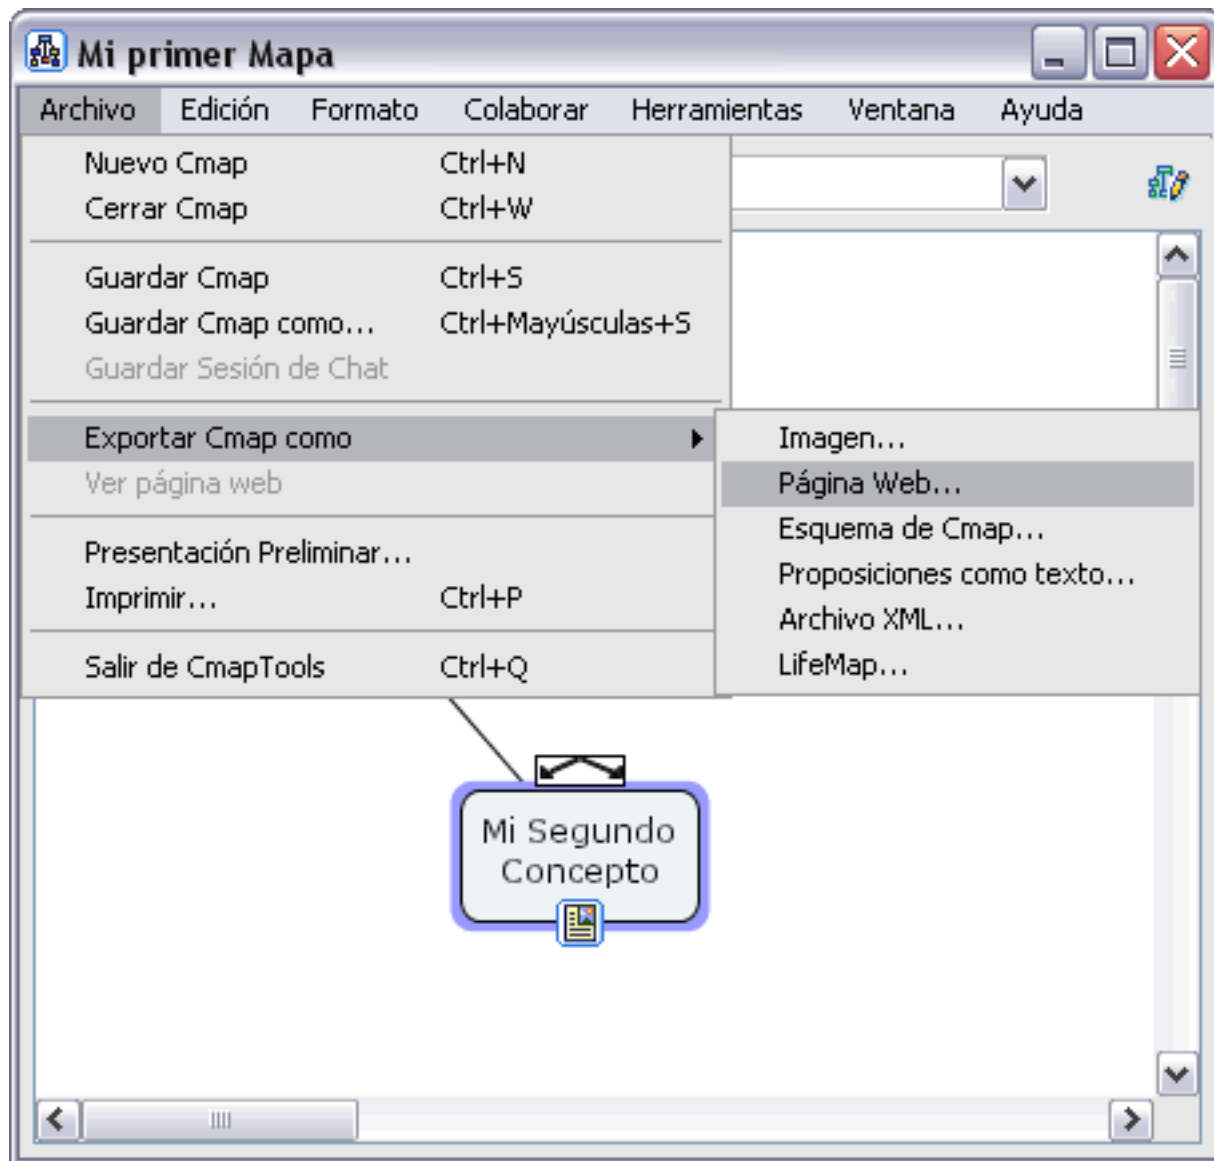 Mi primer Mapa
Archivo Edición Formato Colaborar Herramientas Ventana Ayuda
Nuevo Cmap Ctrl+N
Cerrar Cmap Ctrl+W
Guardar Cmap Ctrl+S
Guardar Cmap como... Ctrl+Mayúsculas+S
Guardar Sesión de Chat
Exportar Cmap como
Ver página web
Presentación Preliminar...
Imprimir... Ctrl+P
Salir de CmapTools Ctrl+Q
Imagen...
Página Web...
Esquema de Cmap...
Proposiciones como texto...
Archivo XML...
LifeMap...
Mi Segundo
Concepto